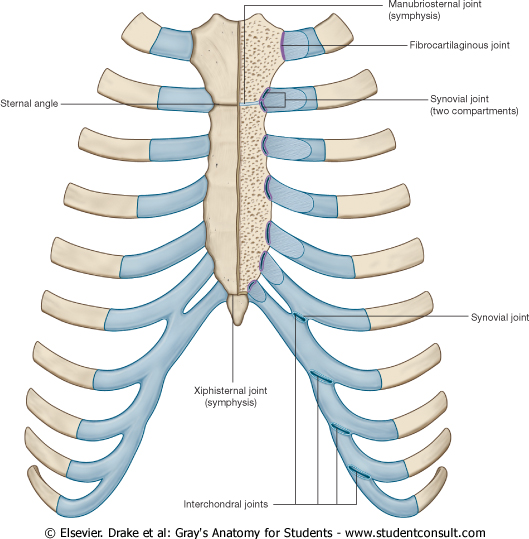 Manubriosternal joint
(symphysis)
Fibrocartilaginous joint
Sternal angle
Synovial joint
(two compartments)
Synovial joint
Xiphisternal joint
(symphysis)
Interchondral joints
© Elsevier. Drake et al: Gray's Anatomy for Students - www.studentconsult.com